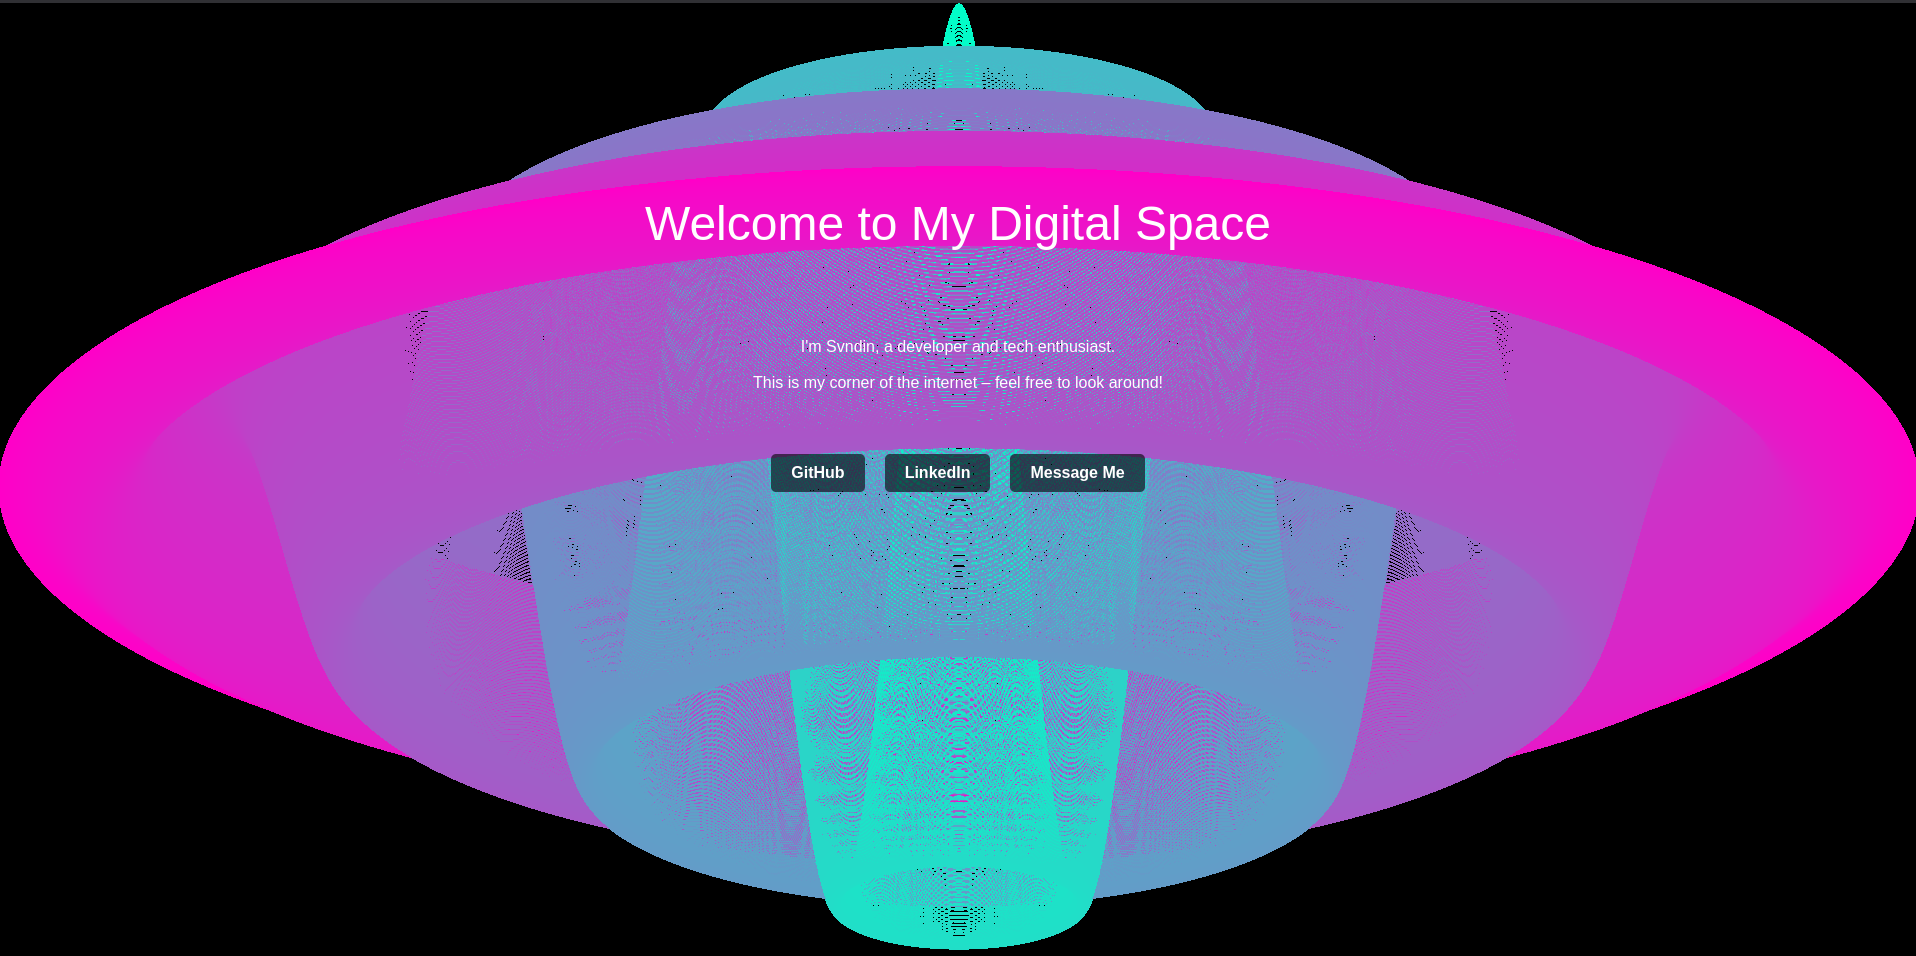 Welcome to My Digital Space
I'm Svndin, a developer and tech enthusiast.
This is my corner of the internet – feel free to look around!
GitHub LinkedIn Message Me